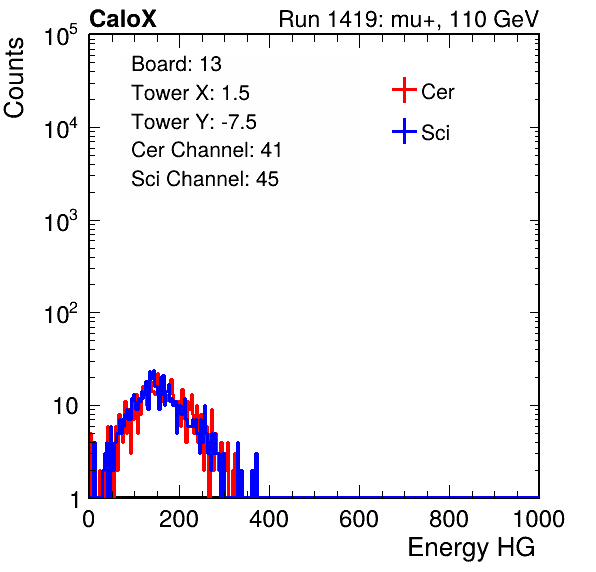 CaloX Run 1419: mu+, 110 GeV
Counts
10^5
10^4
10^3
10^2
10
1
Board: 13
Tower X: 1.5
Tower Y: -7.5
Cer Channel: 41
Sci Channel: 45
Cer
Sci
0 200 400 600 800 1000
Energy HG